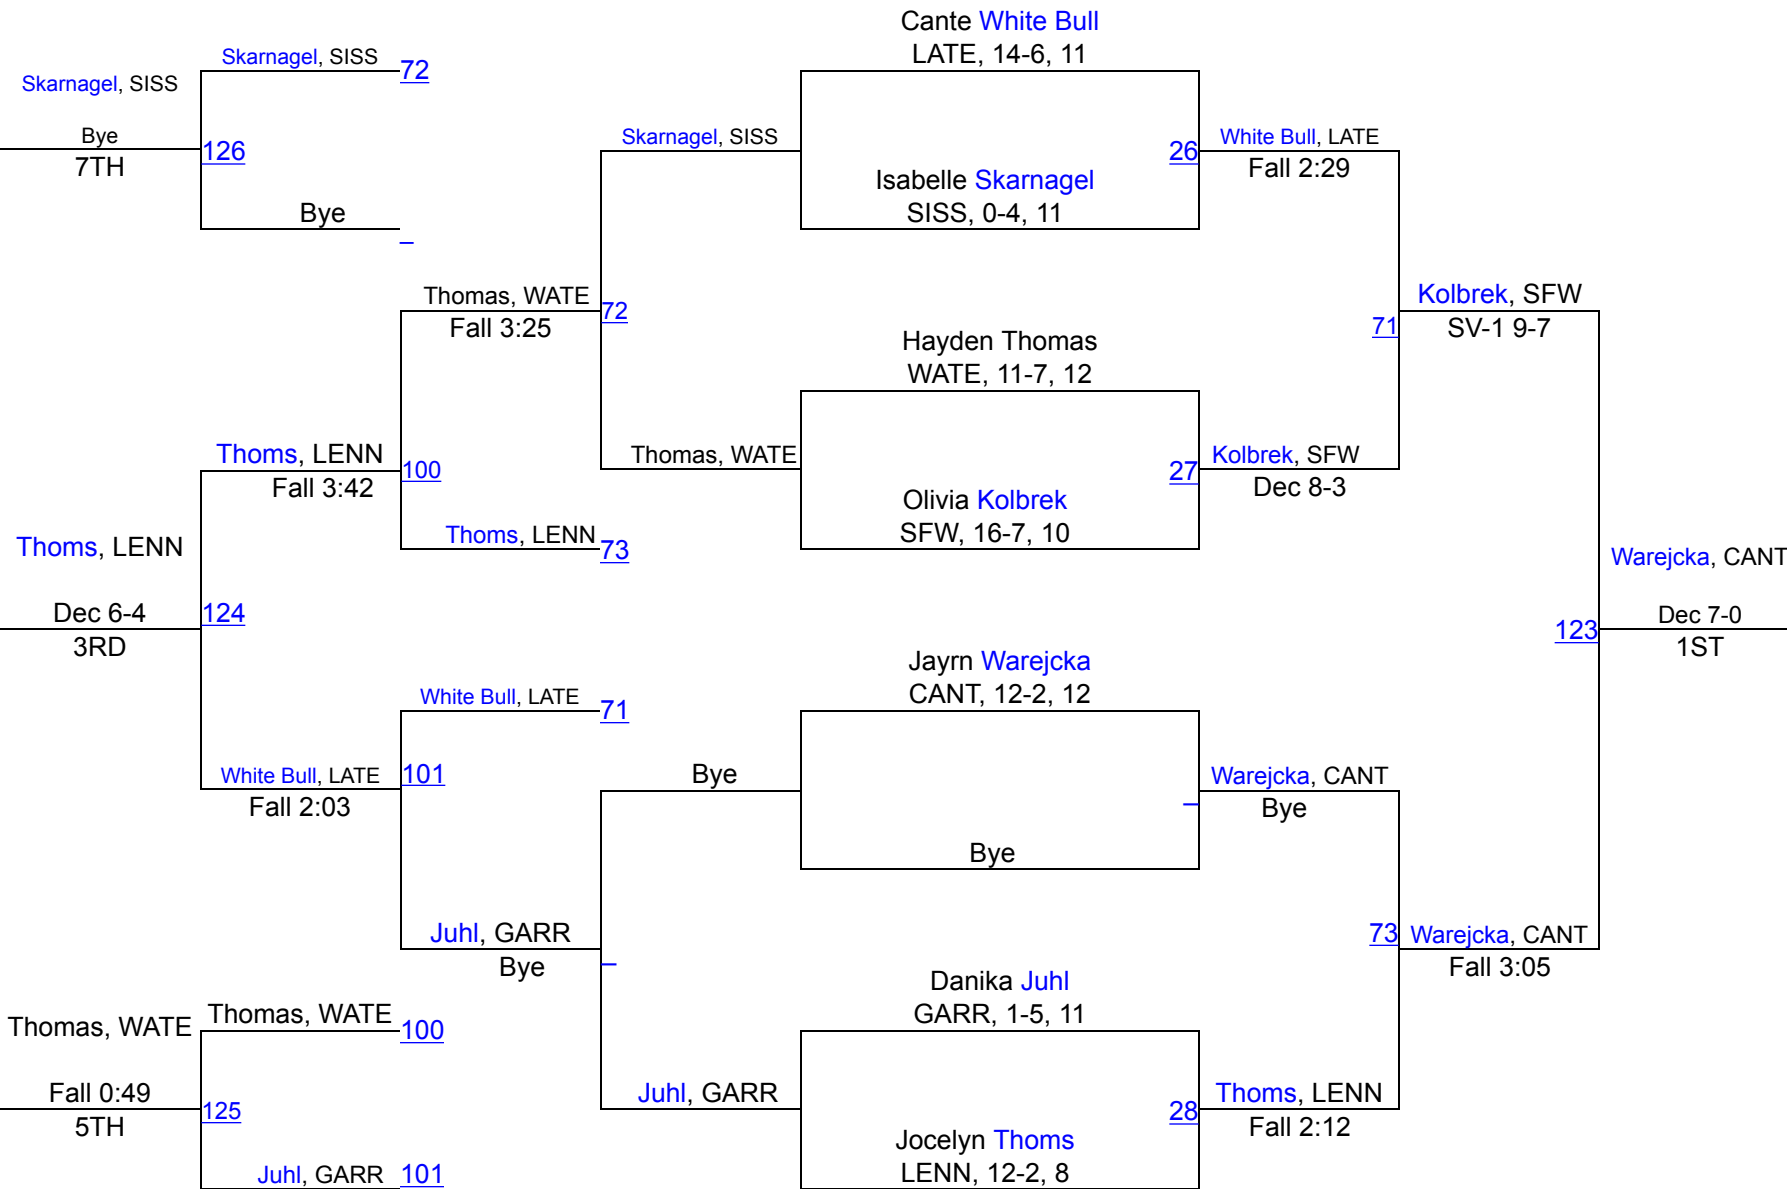 Cante White Bull
LATE, 14-6, 11
Skarnagel, SISS
72
Skarnagel, SISS
Bye
7TH
126
Bye
_
Skarnagel, SISS
26
White Bull, LATE
Fall 2:29
Isabelle Skarnagel
SISS, 0-4, 11
Thomas, WATE
Fall 3:25
72
Kolbrek, SFW
SV-1 9-7
71
Hayden Thomas
WATE, 11-7, 12
Thoms, LENN
Fall 3:42
100
Thomas, WATE
27
Kolbrek, SFW
Dec 8-3
Olivia Kolbrek
SFW, 16-7, 10
Thoms, LENN
73
Thoms, LENN
Dec 6-4
3RD
124
Warejcka, CANT
Dec 7-0
1ST
123
Jayrn Warejcka
CANT, 12-2, 12
White Bull, LATE
71
White Bull, LATE
Fall 2:03
101
Bye
_
Warejcka, CANT
Bye
Bye
Juhl, GARR
Bye
_
73
Warejcka, CANT
Fall 3:05
Danika Juhl
GARR, 1-5, 11
Thomas, WATE
Thomas, WATE
100
Fall 0:49
5TH
125
Juhl, GARR
28
Thoms, LENN
Fall 2:12
Jocelyn Thoms
LENN, 12-2, 8
Juhl, GARR
101